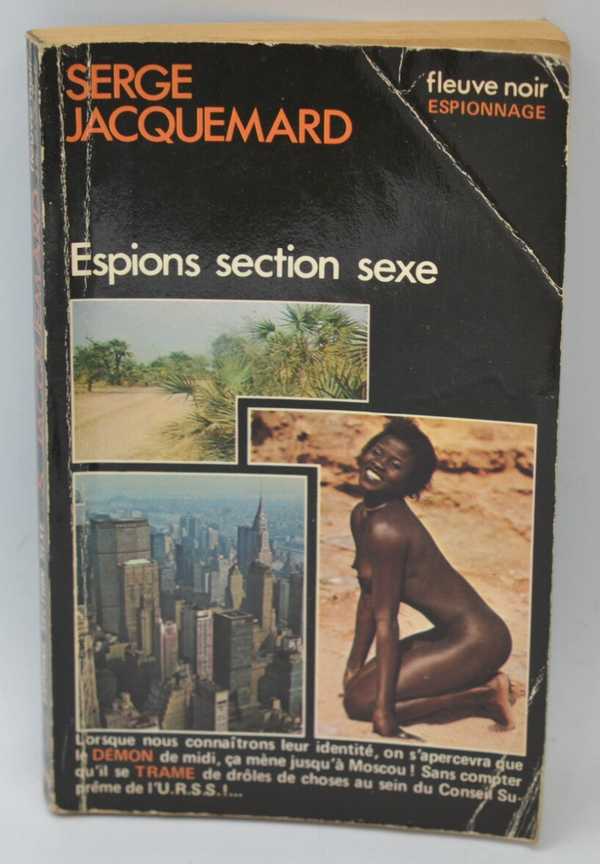 SERGE
JACQUEMARD
fleuve noir
ESPIONNAGE
Espions section sexe
Lorsque nous connaîtrons leur identité, on s'apercevra que
le DÉMON de midi, ça mène jusqu'à Moscou ! Sans compter
qu'il se TRAME de drôles de choses au sein du Conseil Su-
prême de l'U.R.S.S. !...
JACQUEMARD